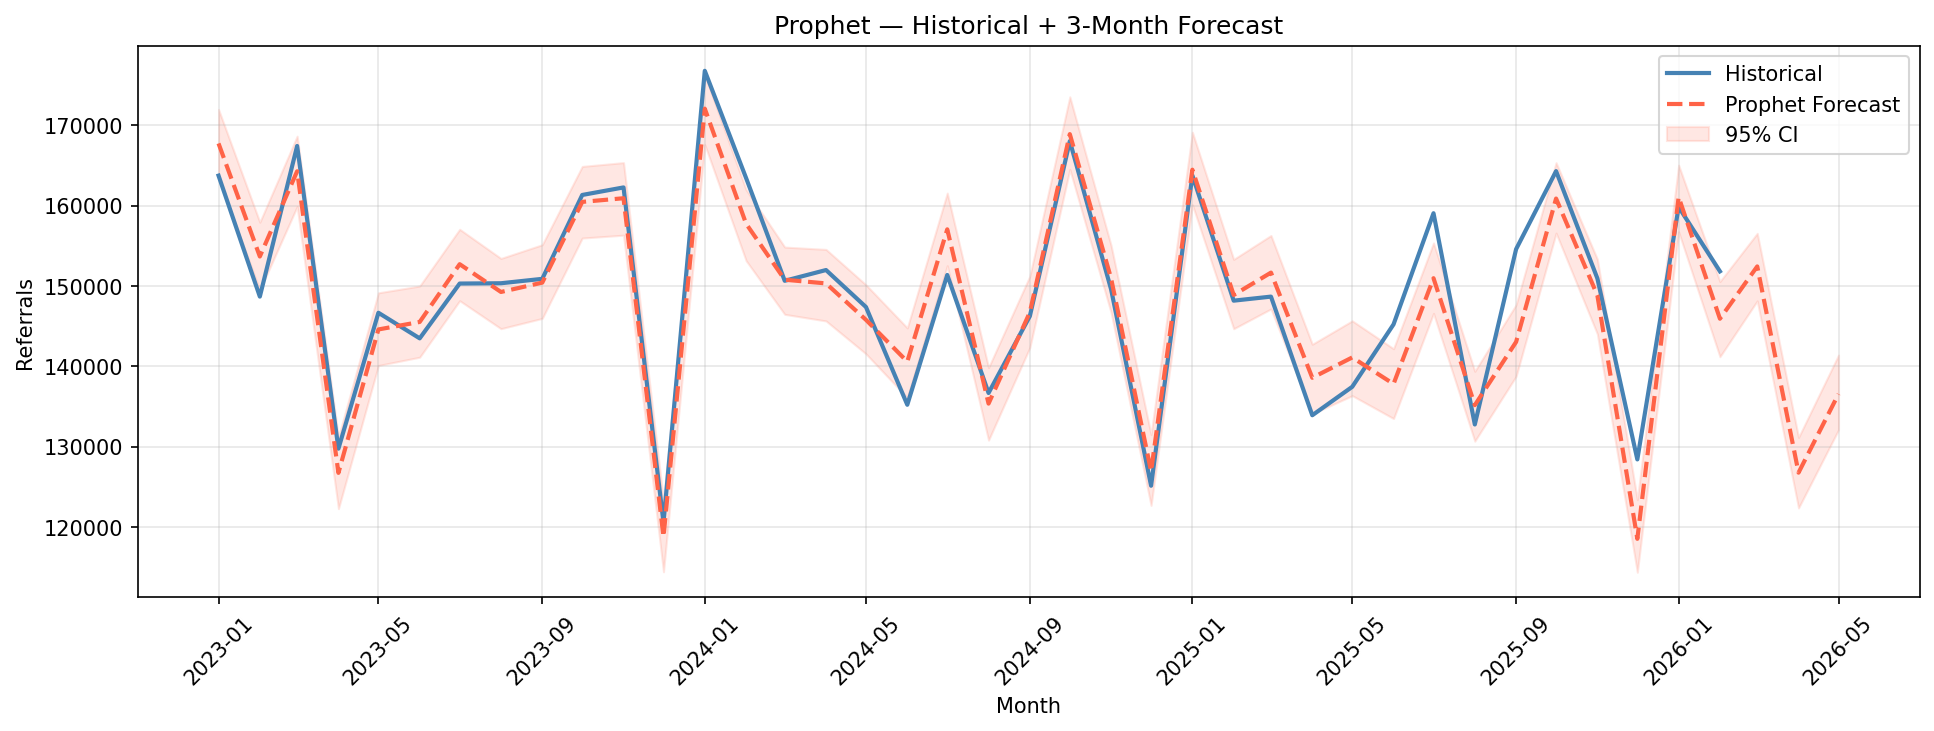 Prophet — Historical + 3-Month Forecast
Historical
Prophet Forecast
95% CI
Referrals
170000
160000
150000
140000
130000
120000
2023-01
2023-05
2023-09
2024-01
2024-05
2024-09
2025-01
2025-05
2025-09
2026-01
2026-05
Month